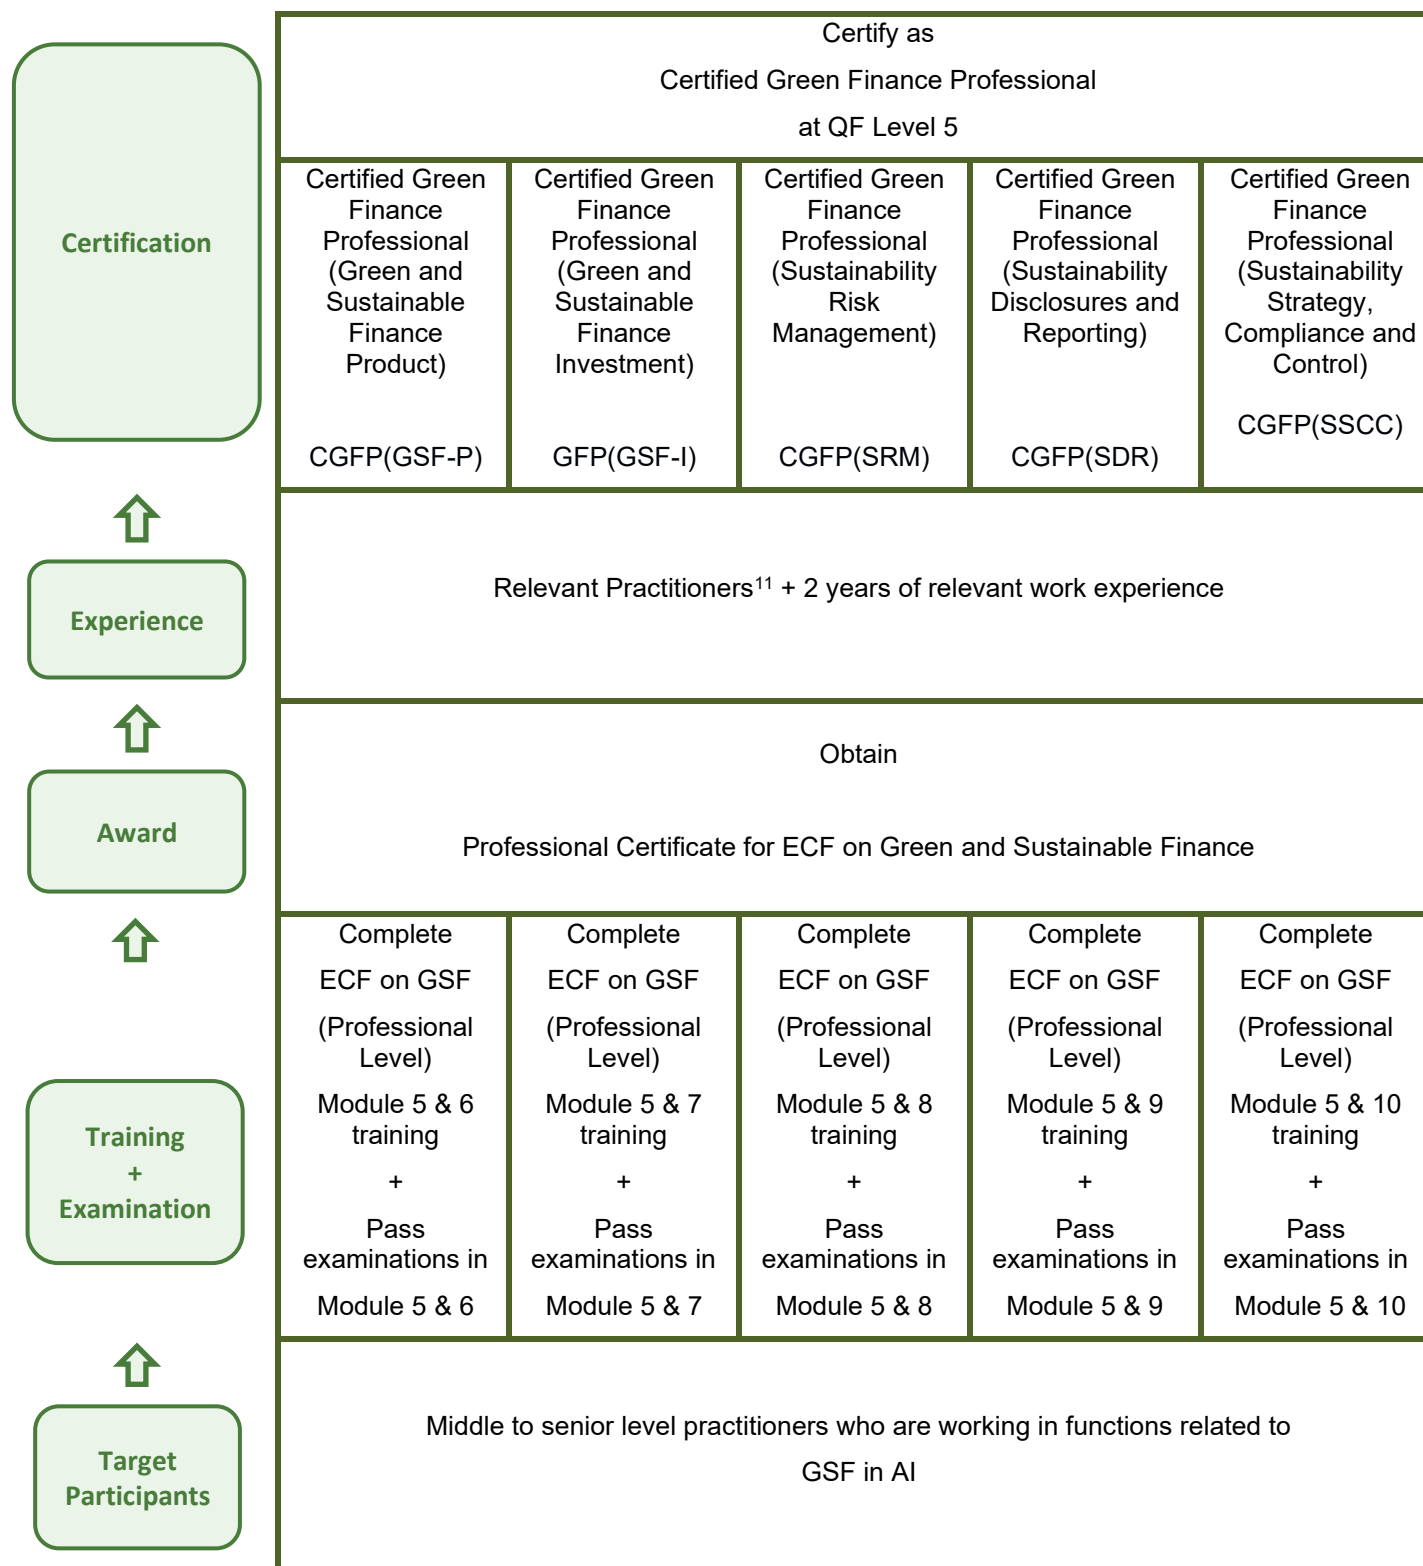 Certify as
Certified Green Finance Professional
at QF Level 5
Certification
Certified Green
Finance
Professional
(Green and
Sustainable
Finance
Product)
CGFP(GSF-P)
Certified Green
Finance
Professional
(Green and
Sustainable
Finance
Investment)
GFP(GSF-I)
Certified Green
Finance
Professional
(Sustainability
Risk
Management)
CGFP(SRM)
Certified Green
Finance
Professional
(Sustainability
Disclosures and
Reporting)
CGFP(SDR)
Certified Green
Finance
Professional
(Sustainability
Strategy,
Compliance and
Control)
CGFP(SSCC)
Experience
Relevant Practitioners¹¹ + 2 years of relevant work experience
Award
Obtain
Professional Certificate for ECF on Green and Sustainable Finance
Training
+
Examination
Complete
ECF on GSF
(Professional
Level)
Module 5 & 6
training
+
Pass
examinations in
Module 5 & 6
Complete
ECF on GSF
(Professional
Level)
Module 5 & 7
training
+
Pass
examinations in
Module 5 & 7
Complete
ECF on GSF
(Professional
Level)
Module 5 & 8
training
+
Pass
examinations in
Module 5 & 8
Complete
ECF on GSF
(Professional
Level)
Module 5 & 9
training
+
Pass
examinations in
Module 5 & 9
Complete
ECF on GSF
(Professional
Level)
Module 5 & 10
training
+
Pass
examinations in
Module 5 & 10
Target
Participants
Middle to senior level practitioners who are working in functions related to
GSF in AI